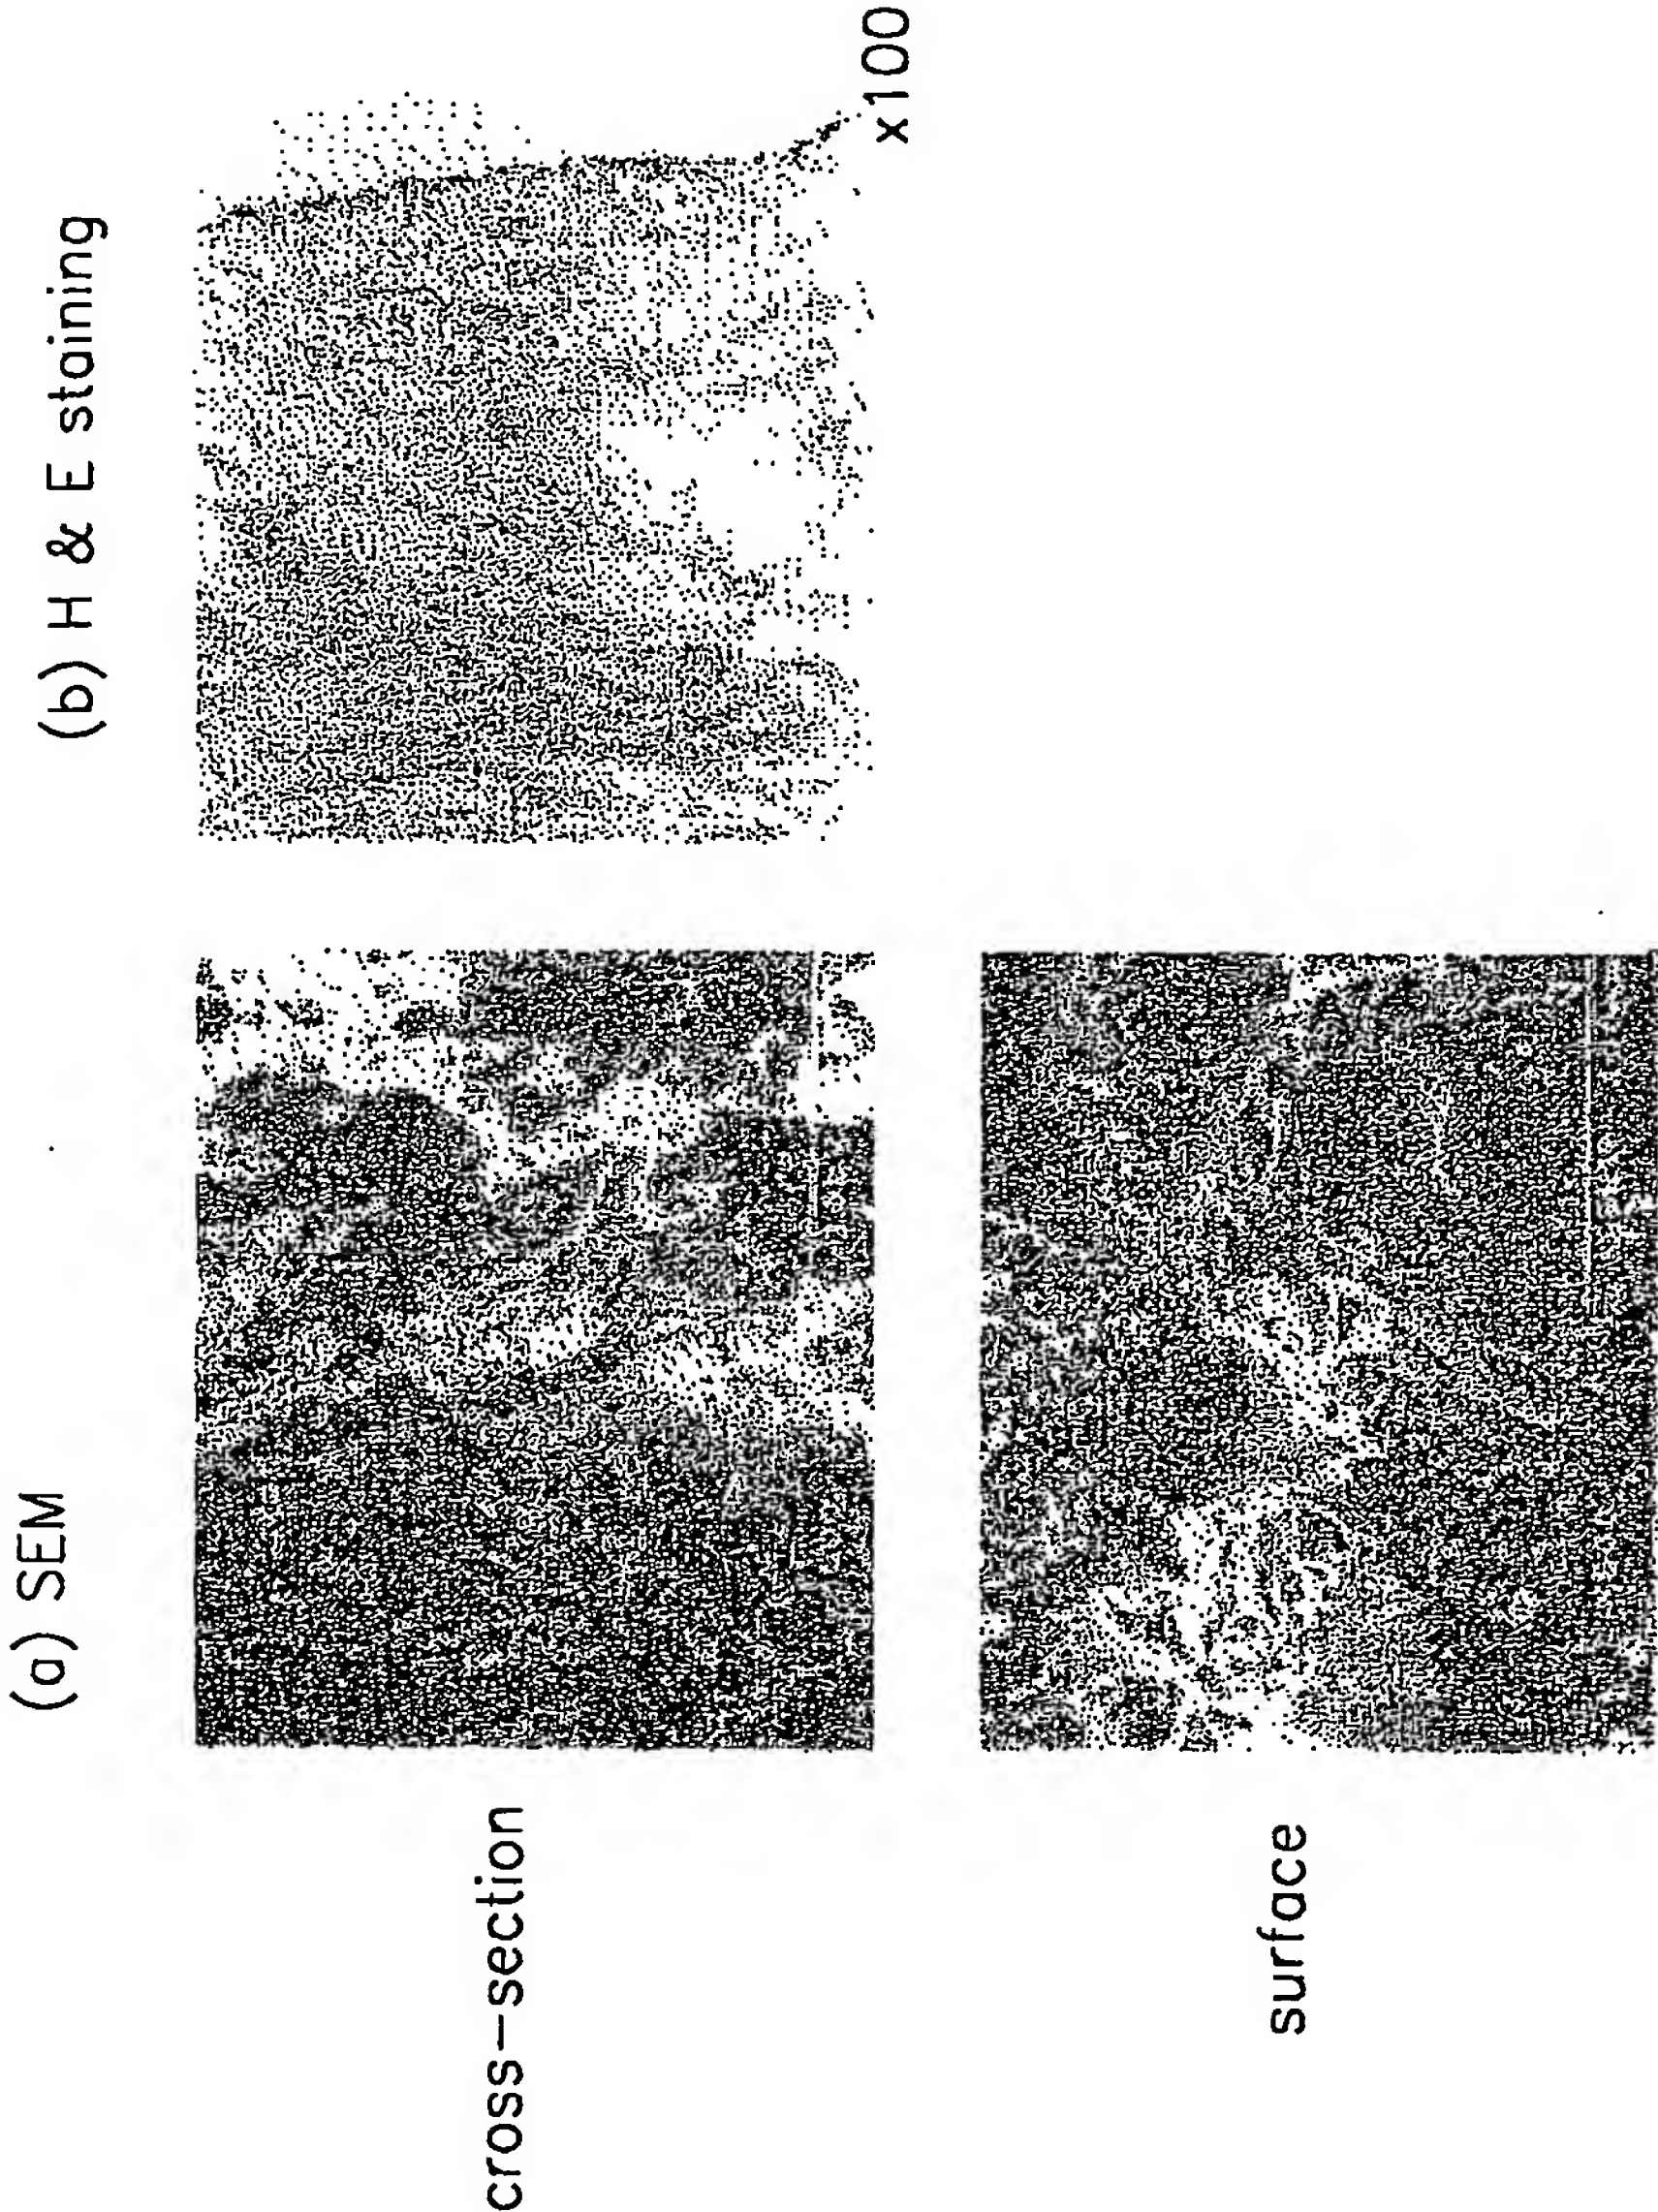 (a) SEM
(b) H & E staining
cross-section
x100
surface